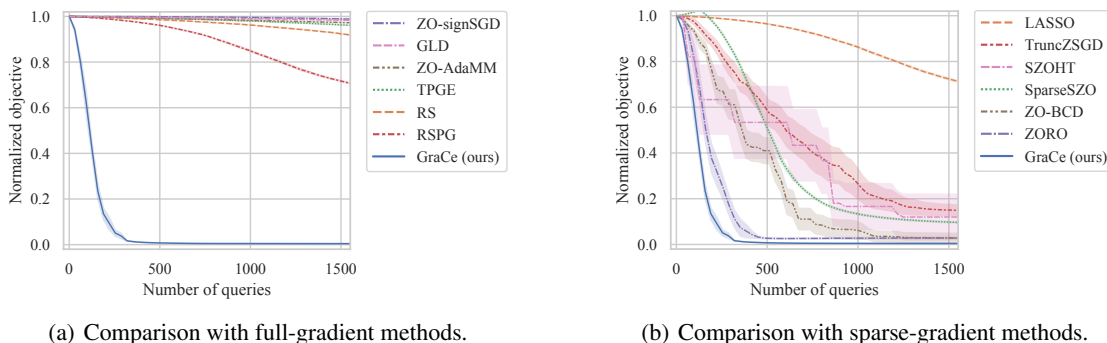 1.0
0.8
0.6
0.4
0.2
0.0
Normalized objective
0
500
1000
1500
Number of queries
ZO-signSGD
GLD
ZO-AdaMM
TPGE
RS
RSPG
GraCe (ours)
(a) Comparison with full-gradient methods.
1.0
0.8
0.6
0.4
0.2
0.0
Normalized objective
0
500
1000
1500
Number of queries
LASSO
TruncZSGD
SZOHT
SparseSZO
ZO-BCD
ZORO
GraCe (ours)
(b) Comparison with sparse-gradient methods.